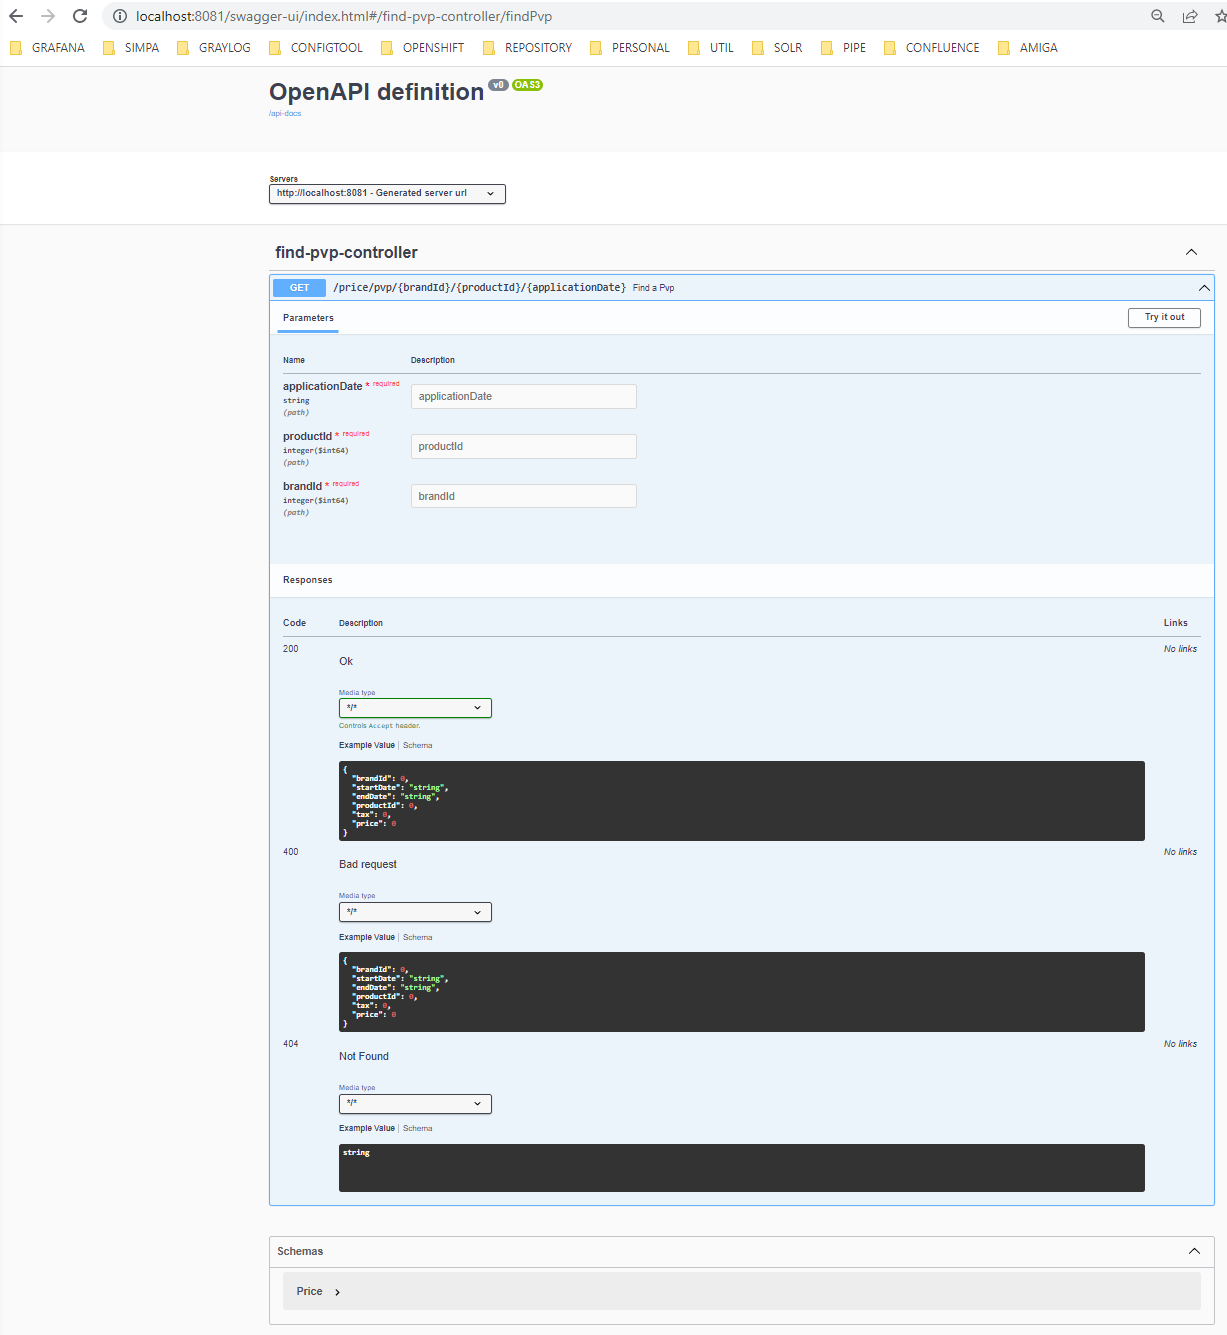 localhost:8081/swagger-ui/index.html#/find-pvp-controller/findPvp
GRAFANA SIMPA GRAYLOG CONFIGTOOL OPENSHIFT REPOSITORY PERSONAL UTIL SOLR PIPE CONFLUENCE AMIGA
OpenAPI definition v0 OAS3
/api-docs
Servers
http://localhost:8081 - Generated server url
find-pvp-controller
GET /price/pvp/{brandId}/{productId}/{applicationDate} Find a Pvp
Parameters Try it out
Name Description
applicationDate * required
string
(path)
applicationDate
productId * required
integer($int64)
(path)
productId
brandId * required
integer($int64)
(path)
brandId
Responses
Code Description Links
200 No links
Ok
Media type
*/*
Controls Accept header.
Example Value | Schema
{
"brandId": 0,
"startDate": "string",
"endDate": "string",
"productId": 0,
"tax": 0,
"price": 0
}
400 No links
Bad request
Media type
*/*
Example Value | Schema
{
"brandId": 0,
"startDate": "string",
"endDate": "string",
"productId": 0,
"tax": 0,
"price": 0
}
404 No links
Not Found
Media type
*/*
Example Value | Schema
string
Schemas
Price